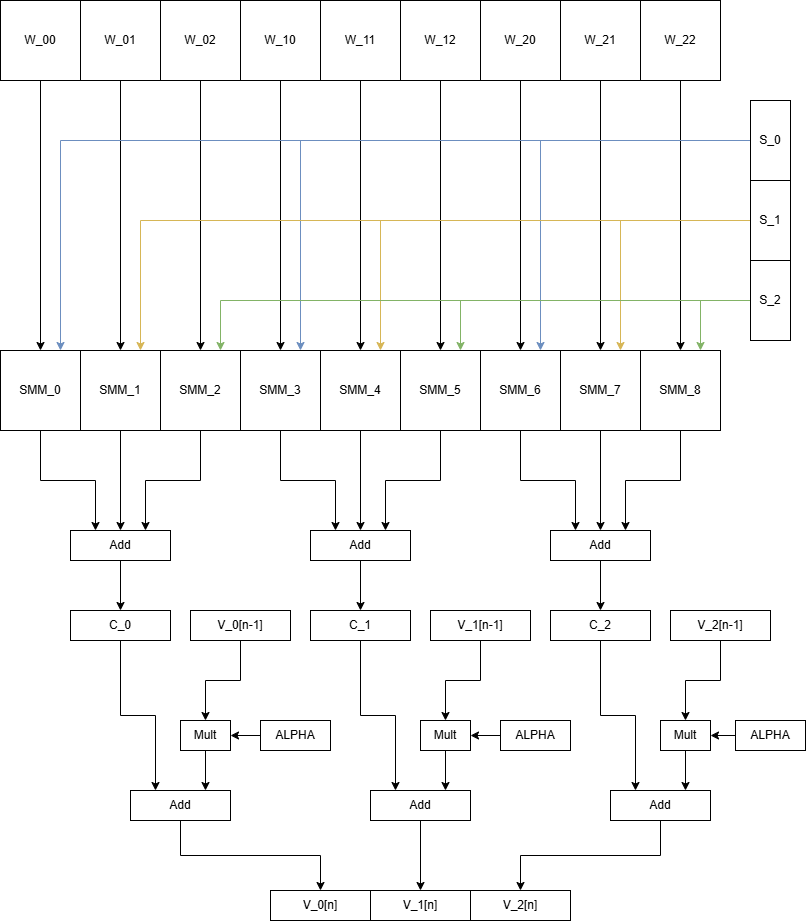 W_00 W_01 W_02 W_10 W_11 W_12 W_20 W_21 W_22
S_0
S_1
S_2
SMM_0 SMM_1 SMM_2 SMM_3 SMM_4 SMM_5 SMM_6 SMM_7 SMM_8
Add Add Add
C_0 V_0[n-1] C_1 V_1[n-1] C_2 V_2[n-1]
Mult ALPHA Mult ALPHA Mult ALPHA
Add Add Add
V_0[n] V_1[n] V_2[n]